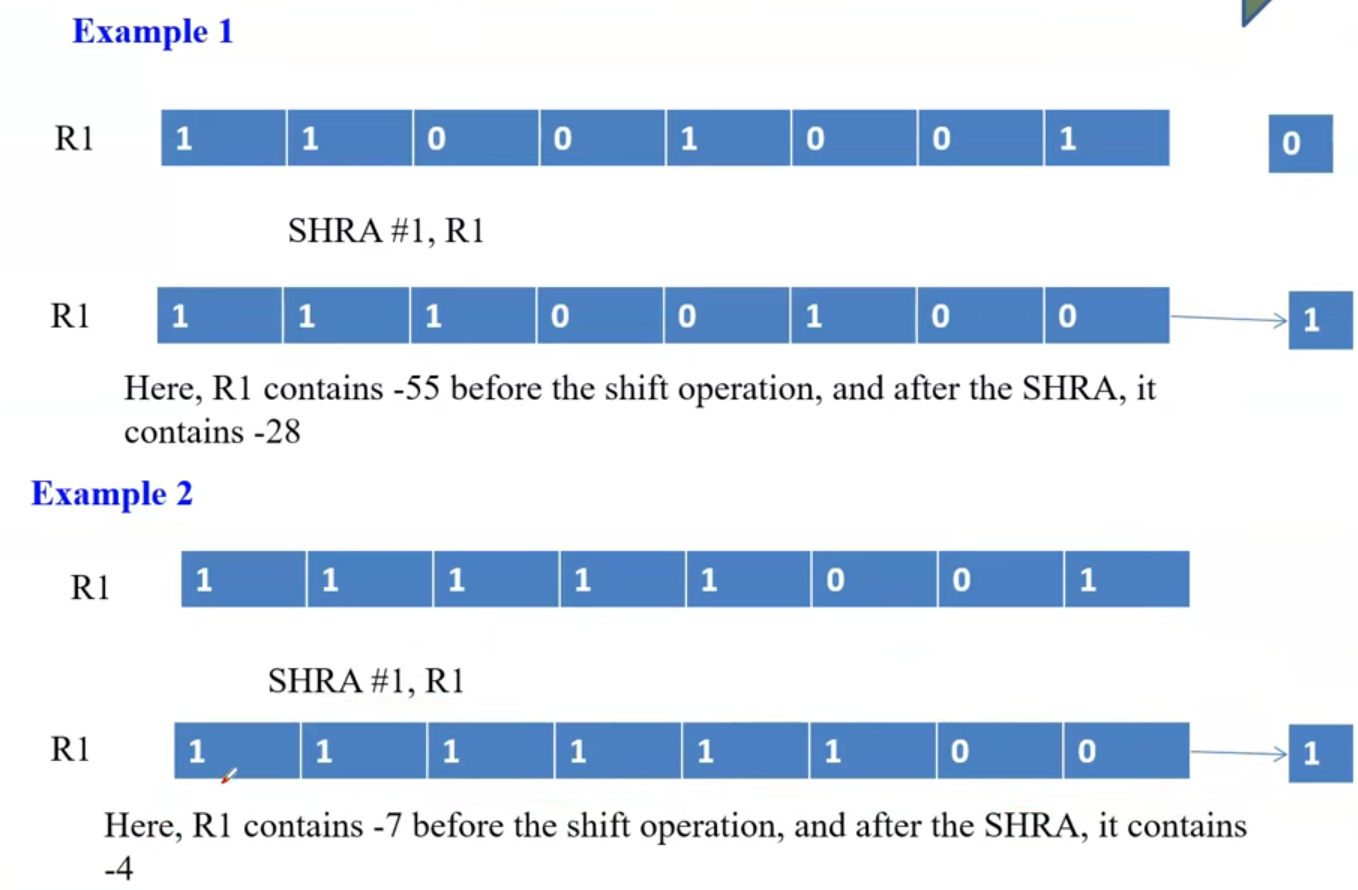 Example 1
R1 1 1 0 0 1 0 0 1 0
SHRA #1, R1
R1 1 1 1 0 0 1 0 0 1
Here, R1 contains -55 before the shift operation, and after the SHRA, it
contains -28
Example 2
R1 1 1 1 1 1 0 0 1
SHRA #1, R1
R1 1 1 1 1 1 1 0 0 1
Here, R1 contains -7 before the shift operation, and after the SHRA, it contains
-4